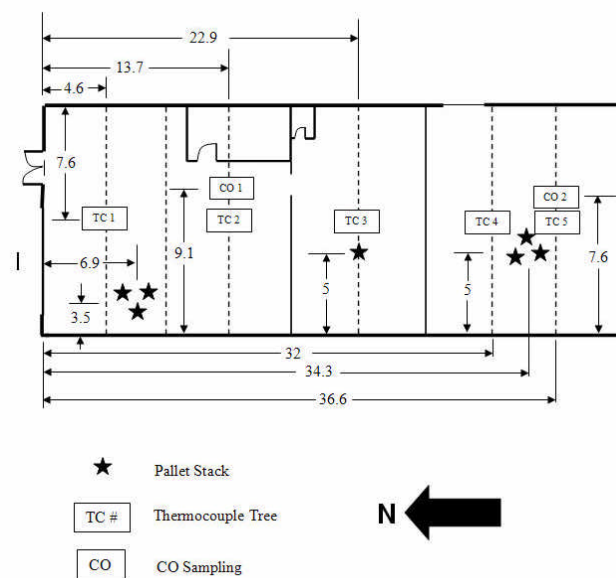 22.9
13.7
4.6
7.6
CO 1
CO 2
TC 1
TC 2
TC 3
TC 4
TC 5
6.9
9.1
5
5
7.6
3.5
32
34.3
36.6
Pallet Stack
TC #
Thermocouple Tree
N
CO
CO Sampling